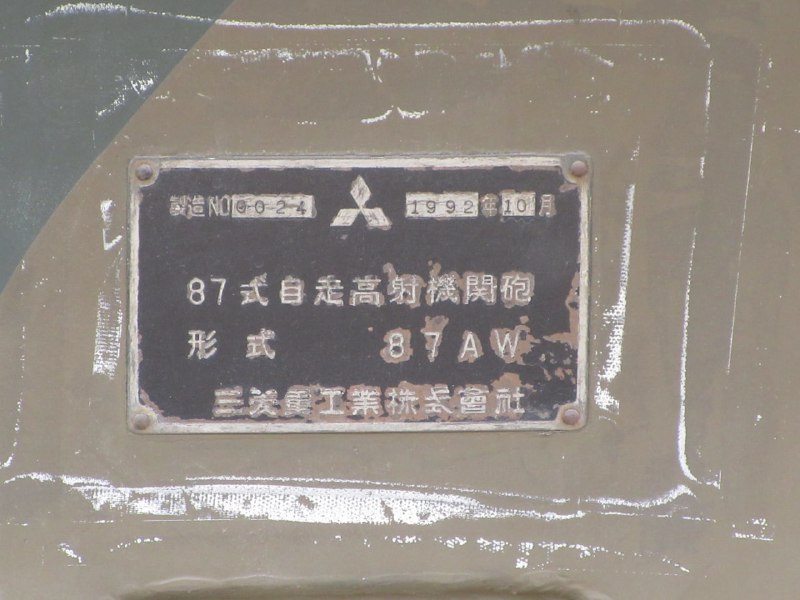 製造NO 0024 1992年10月
87式自走高射機関砲
形式 87AW
三菱重工業株式會社